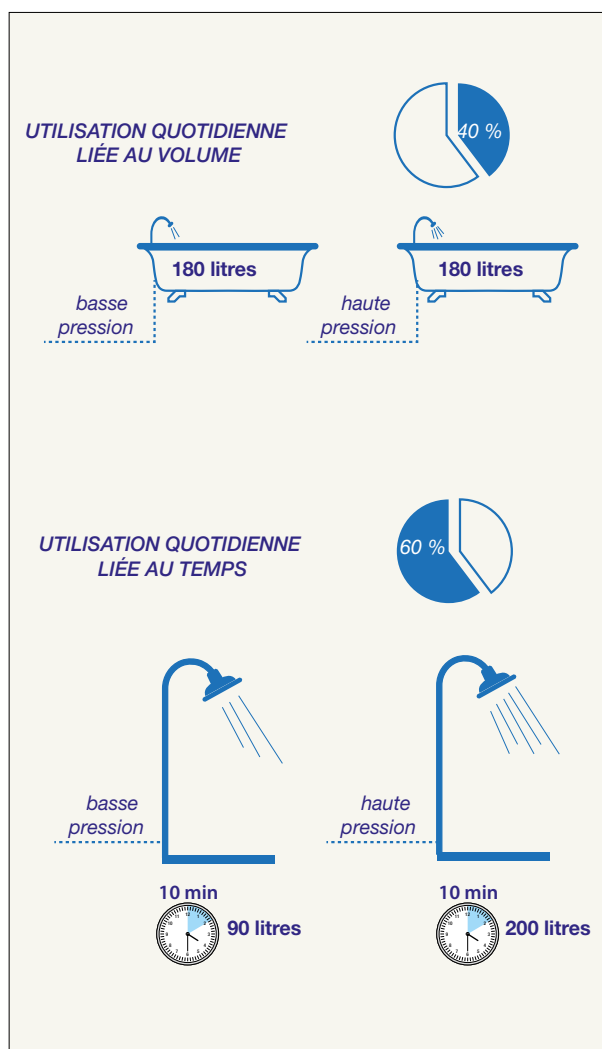 UTILISATION QUOTIDIENNE
LIÉE AU VOLUME
40 %
180 litres
180 litres
basse
pression
haute
pression
UTILISATION QUOTIDIENNE
LIÉE AU TEMPS
60 %
basse
pression
haute
pression
10 min
90 litres
10 min
200 litres